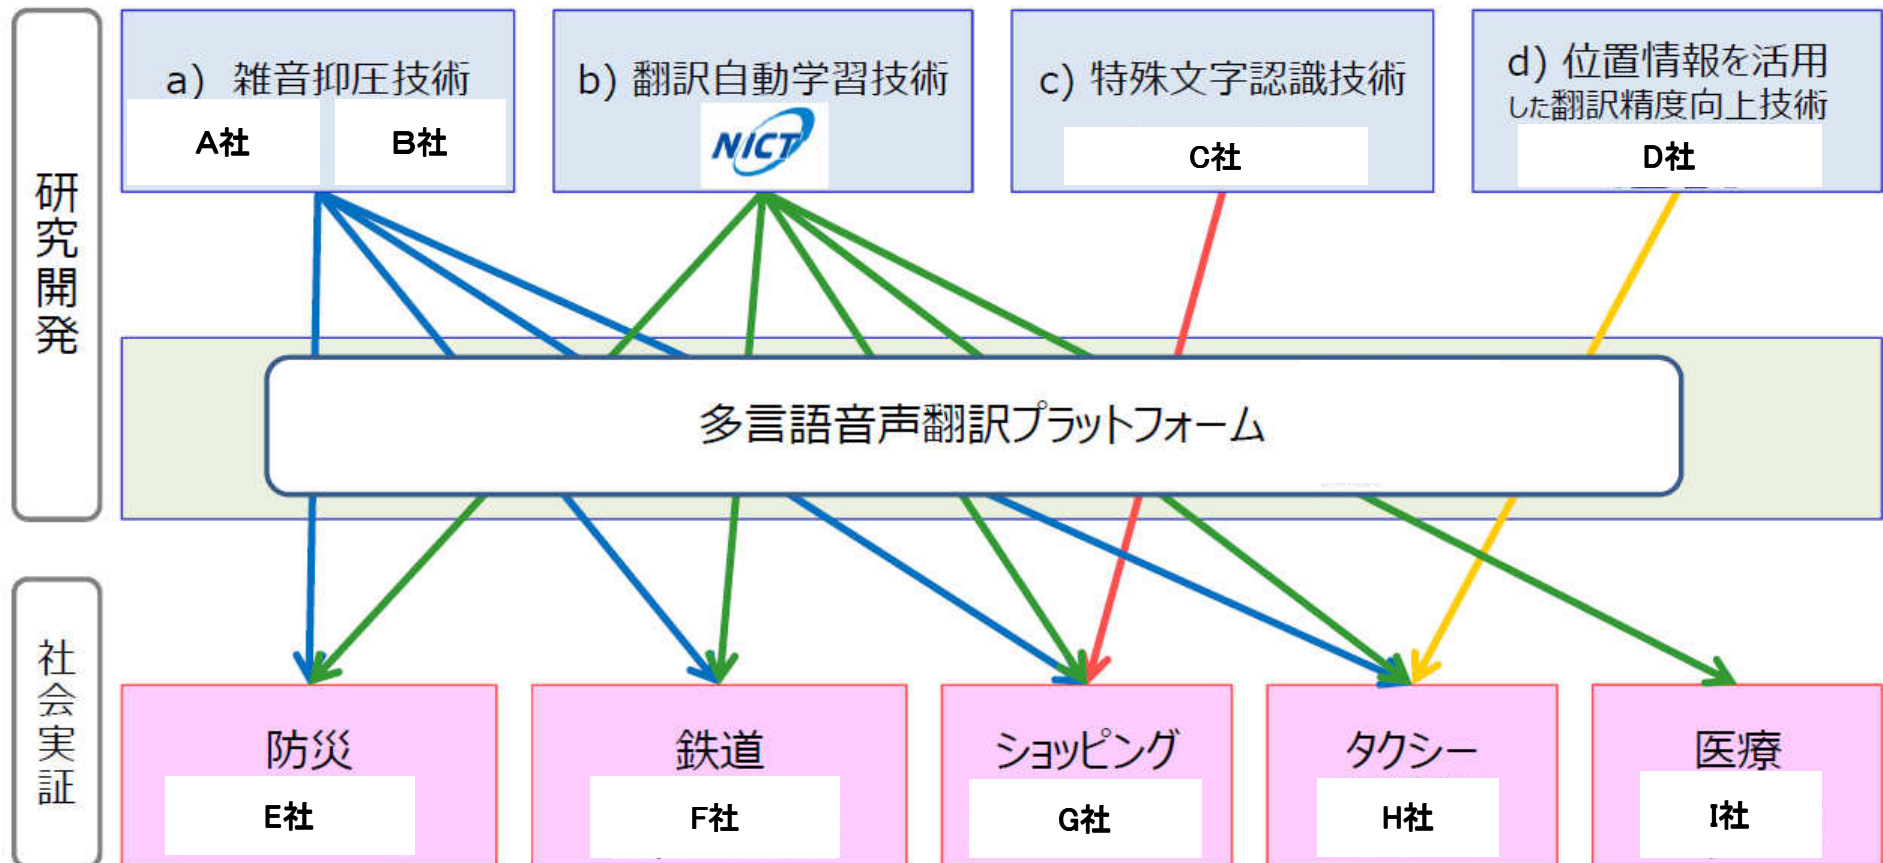 研究開発
a) 雑音抑圧技術
A社
B社
b) 翻訳自動学習技術
NICT
c) 特殊文字認識技術
C社
d) 位置情報を活用
した翻訳精度向上技術
D社
多言語音声翻訳プラットフォーム
社会実証
防災
E社
鉄道
F社
ショッピング
G社
タクシー
H社
医療
I社